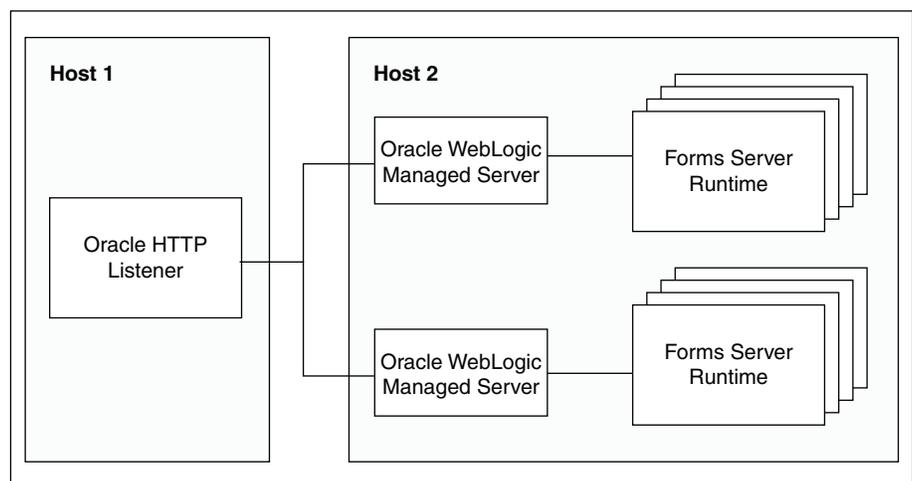 Host 1
Oracle HTTP
Listener
Host 2
Oracle WebLogic
Managed Server
Forms Server
Runtime
Oracle WebLogic
Managed Server
Forms Server
Runtime